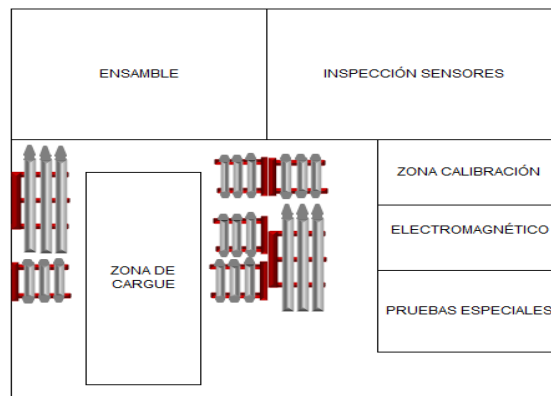 ENSAMBLE
INSPECCIÓN SENSORES
ZONA CALIBRACIÓN
ELECTROMAGNÉTICO
ZONA DE
CARGUE
PRUEBAS ESPECIALES